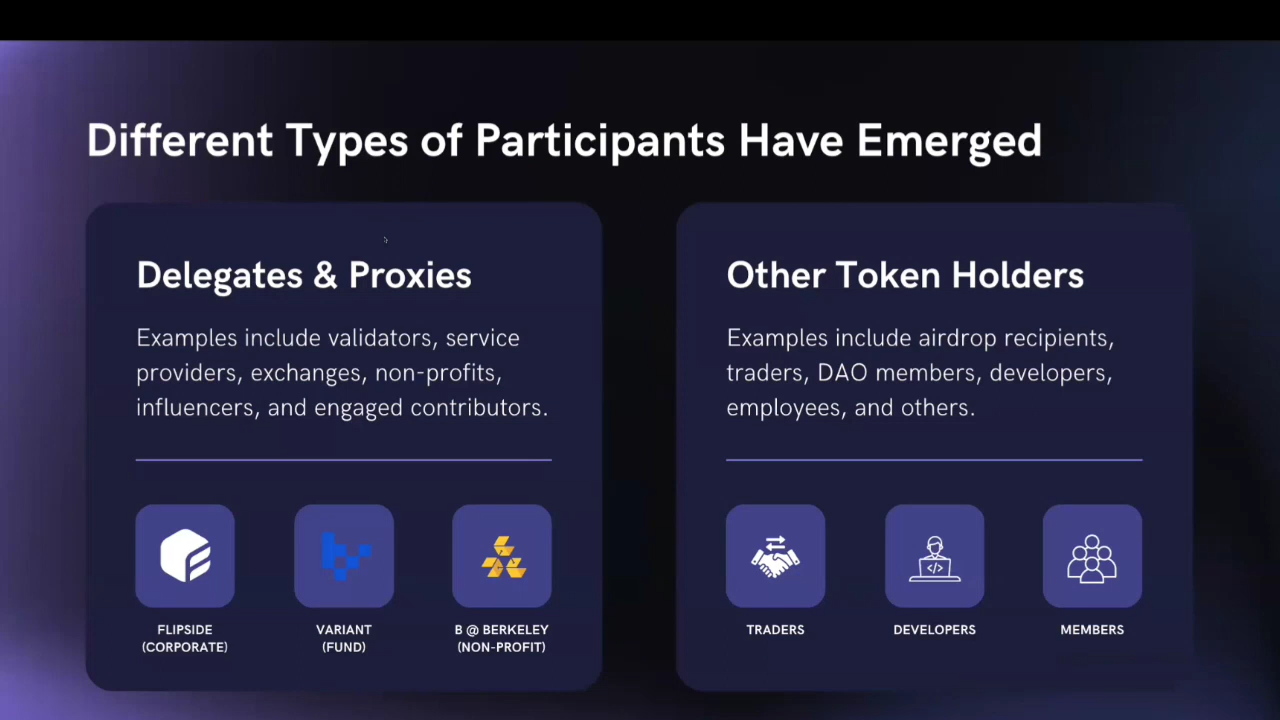 Different Types of Participants Have Emerged
Delegates & Proxies
Examples include validators, service
providers, exchanges, non-profits,
influencers, and engaged contributors.
FLIPSIDE
(CORPORATE)
VARIANT
(FUND)
B @ BERKELEY
(NON-PROFIT)
Other Token Holders
Examples include airdrop recipients,
traders, DAO members, developers,
employees, and others.
TRADERS
DEVELOPERS
MEMBERS